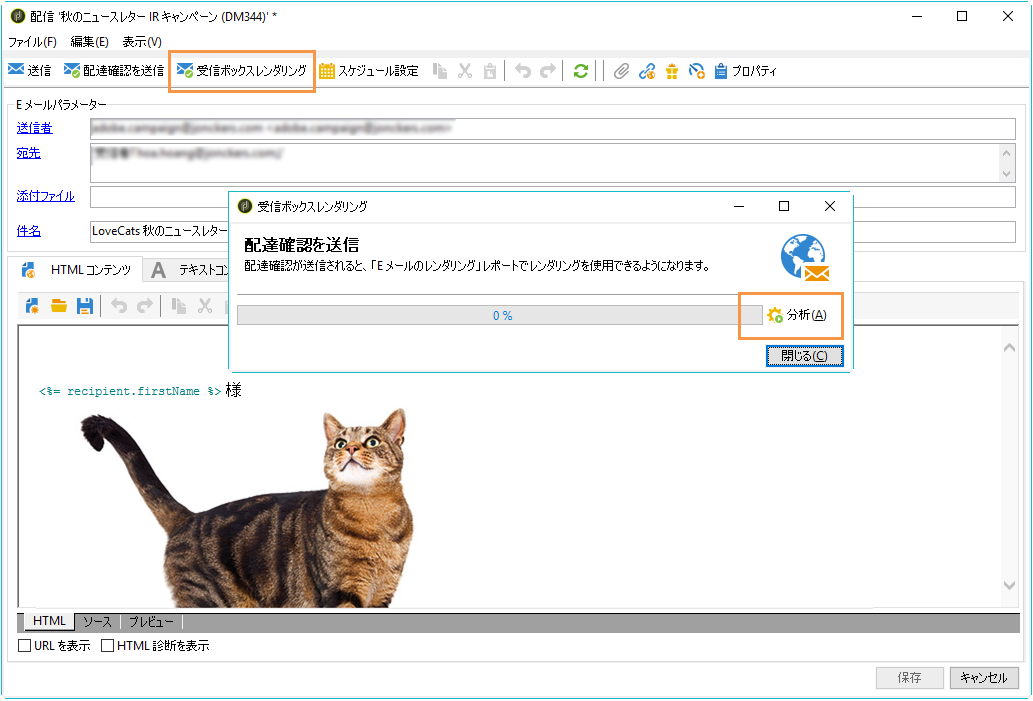 配信 '秋のニュースレター IR キャンペーン (DM344)' *
ファイル(F) 編集(E) 表示(V)
送信 配達確認を送信 受信ボックスレンダリング スケジュール設定 プロパティ
E メールパラメーター
送信者
宛先
添付ファイル
件名 LoveCats 秋のニュースレター
受信ボックスレンダリング
配達確認を送信
配達確認が送信されると、「E メールのレンダリング」レポートでレンダリングを使用できるようになります。
0 % 分析(A)
閉じる(C)
HTML コンテンツ A テキストコン
<%= recipient.firstName %> 様
HTML ソース プレビュー
URL を表示 HTML 診断を表示
保存 キャンセル